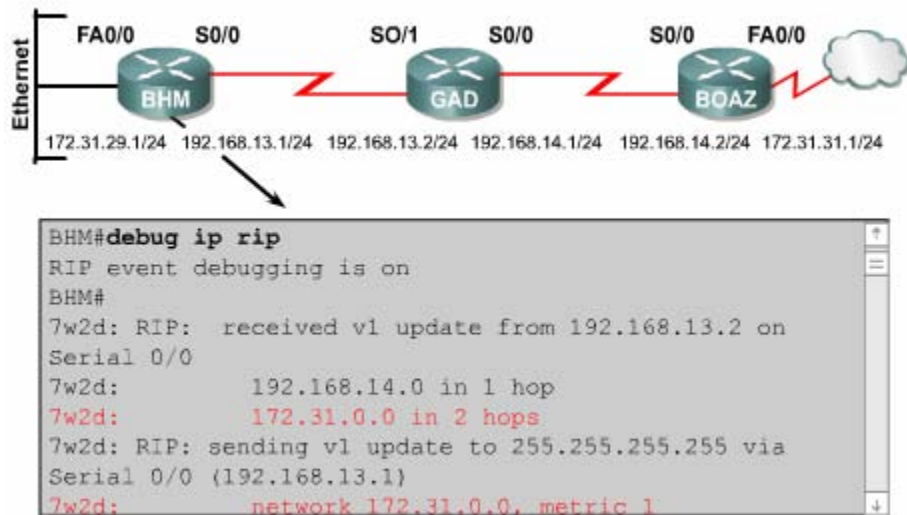 FA0/0 S0/0 SO/1 S0/0 S0/0 FA0/0
Ethernet
BHM GAD BOAZ
172.31.29.1/24 192.168.13.1/24 192.168.13.2/24 192.168.14.1/24 192.168.14.2/24 172.31.31.1/24
BHM#debug ip rip
RIP event debugging is on
BHM#
7w2d: RIP: received v1 update from 192.168.13.2 on
Serial 0/0
7w2d: 192.168.14.0 in 1 hop
7w2d: 172.31.0.0 in 2 hops
7w2d: RIP: sending v1 update to 255.255.255.255 via
Serial 0/0 (192.168.13.1)
7w2d: network 172.31.0.0, metric 1